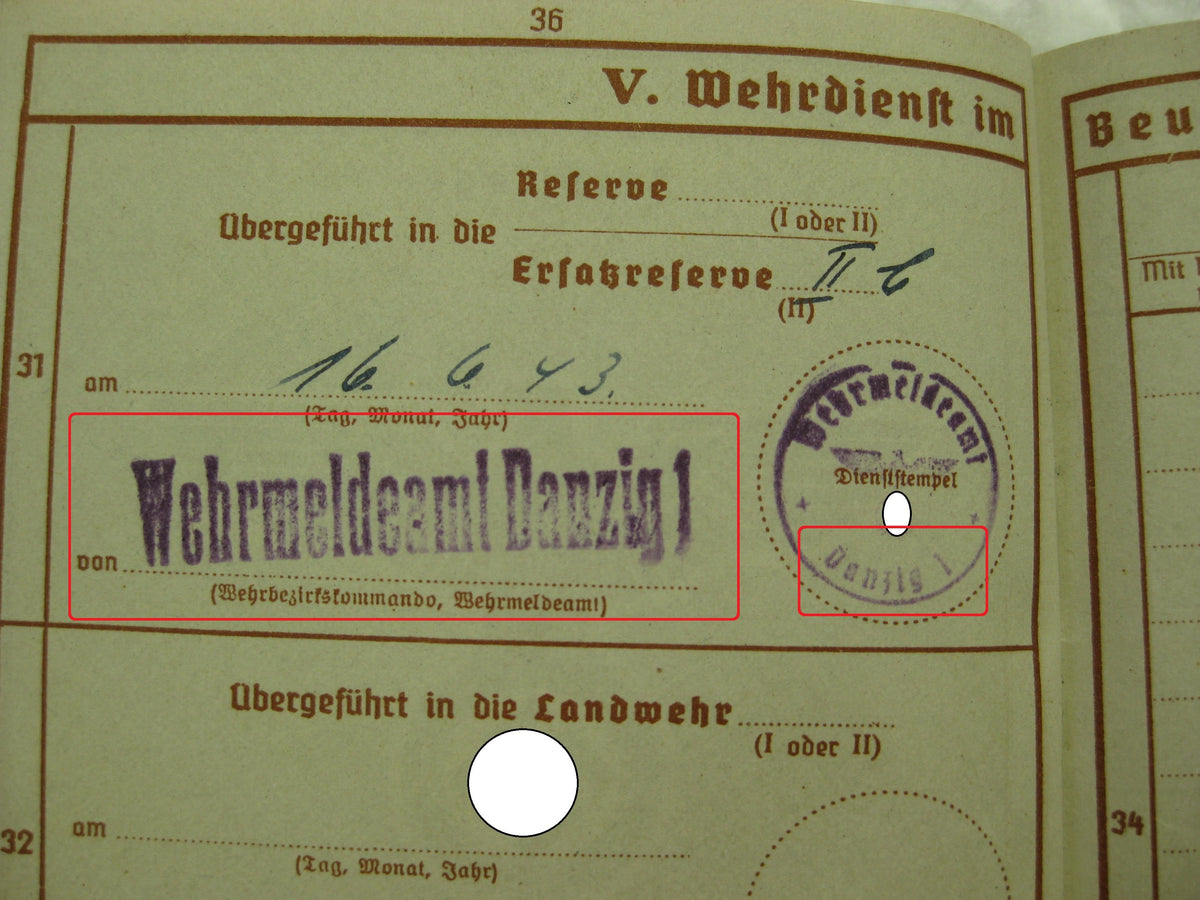 36
V. Wehrdienst im
Beu
Reserve
(I oder II)
Übergeführt in die
Ersatzreserve II b
(II)
Mit
31
am 16. 6. 43.
(Tag, Monat, Jahr)
Wehrmeldeamt
Dienststempel
Danzig 1
von Wehrmeldeamt Danzig 1
(Wehrbezirkskommando, Wehrmeldeamt)
Übergeführt in die Landwehr
(I oder II)
32
am
(Tag, Monat, Jahr)
34